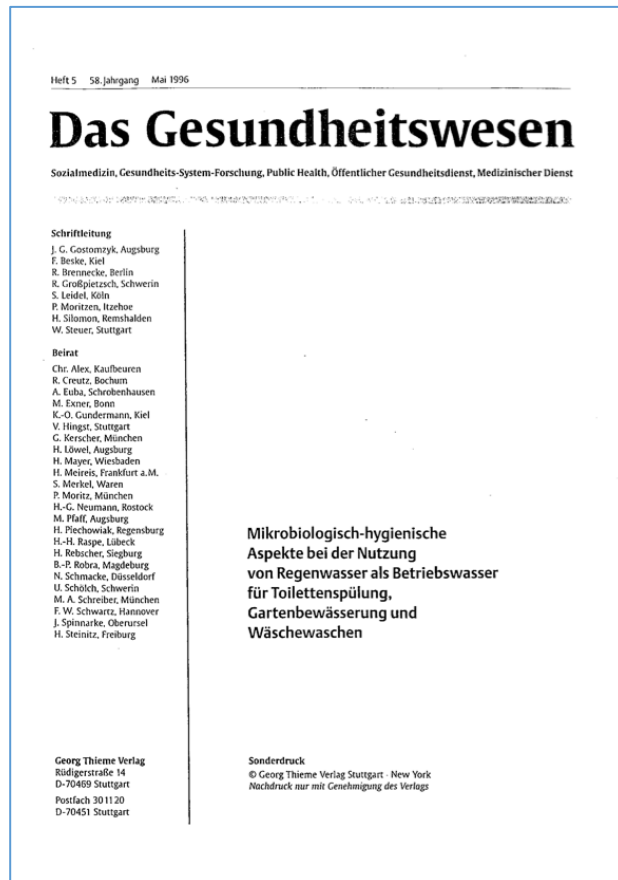 Heft 5 58. Jahrgang Mai 1996
Das Gesundheitswesen
Sozialmedizin, Gesundheits-System-Forschung, Public Health, Öffentlicher Gesundheitsdienst, Medizinischer Dienst
Schriftleitung
J. G. Gostomzyk, Augsburg
F. Beske, Kiel
R. Brennecke, Berlin
R. Großpietzsch, Schwerin
S. Leidel, Köln
P. Moritzen, Itzehoe
H. Silomon, Remshalden
W. Steuer, Stuttgart
Beirat
Chr. Alex, Kaufbeuren
R. Creutz, Bochum
A. Euba, Schrobenhausen
M. Exner, Bonn
K.-O. Gundermann, Kiel
V. Hingst, Stuttgart
G. Kerscher, München
H. Löwel, Augsburg
H. Mayer, Wiesbaden
H. Meireis, Frankfurt a.M.
S. Merkel, Waren
P. Moritz, München
H.-G. Neumann, Rostock
M. Pfaff, Augsburg
H. Piechowiak, Regensburg
H.-H. Raspe, Lübeck
H. Rebscher, Siegburg
B.-P. Robra, Magdeburg
N. Schmacke, Düsseldorf
U. Schölch, Schwerin
M. A. Schreiber, München
F. W. Schwartz, Hannover
J. Spinnarke, Oberursel
H. Steinitz, Freiburg
Mikrobiologisch-hygienische
Aspekte bei der Nutzung
von Regenwasser als Betriebswasser
für Toilettenspülung,
Gartenbewässerung und
Wäschewaschen
Georg Thieme Verlag
Rüdigerstraße 14
D-70469 Stuttgart
Postfach 30 11 20
D-70451 Stuttgart
Sonderdruck
© Georg Thieme Verlag Stuttgart · New York
Nachdruck nur mit Genehmigung des Verlags